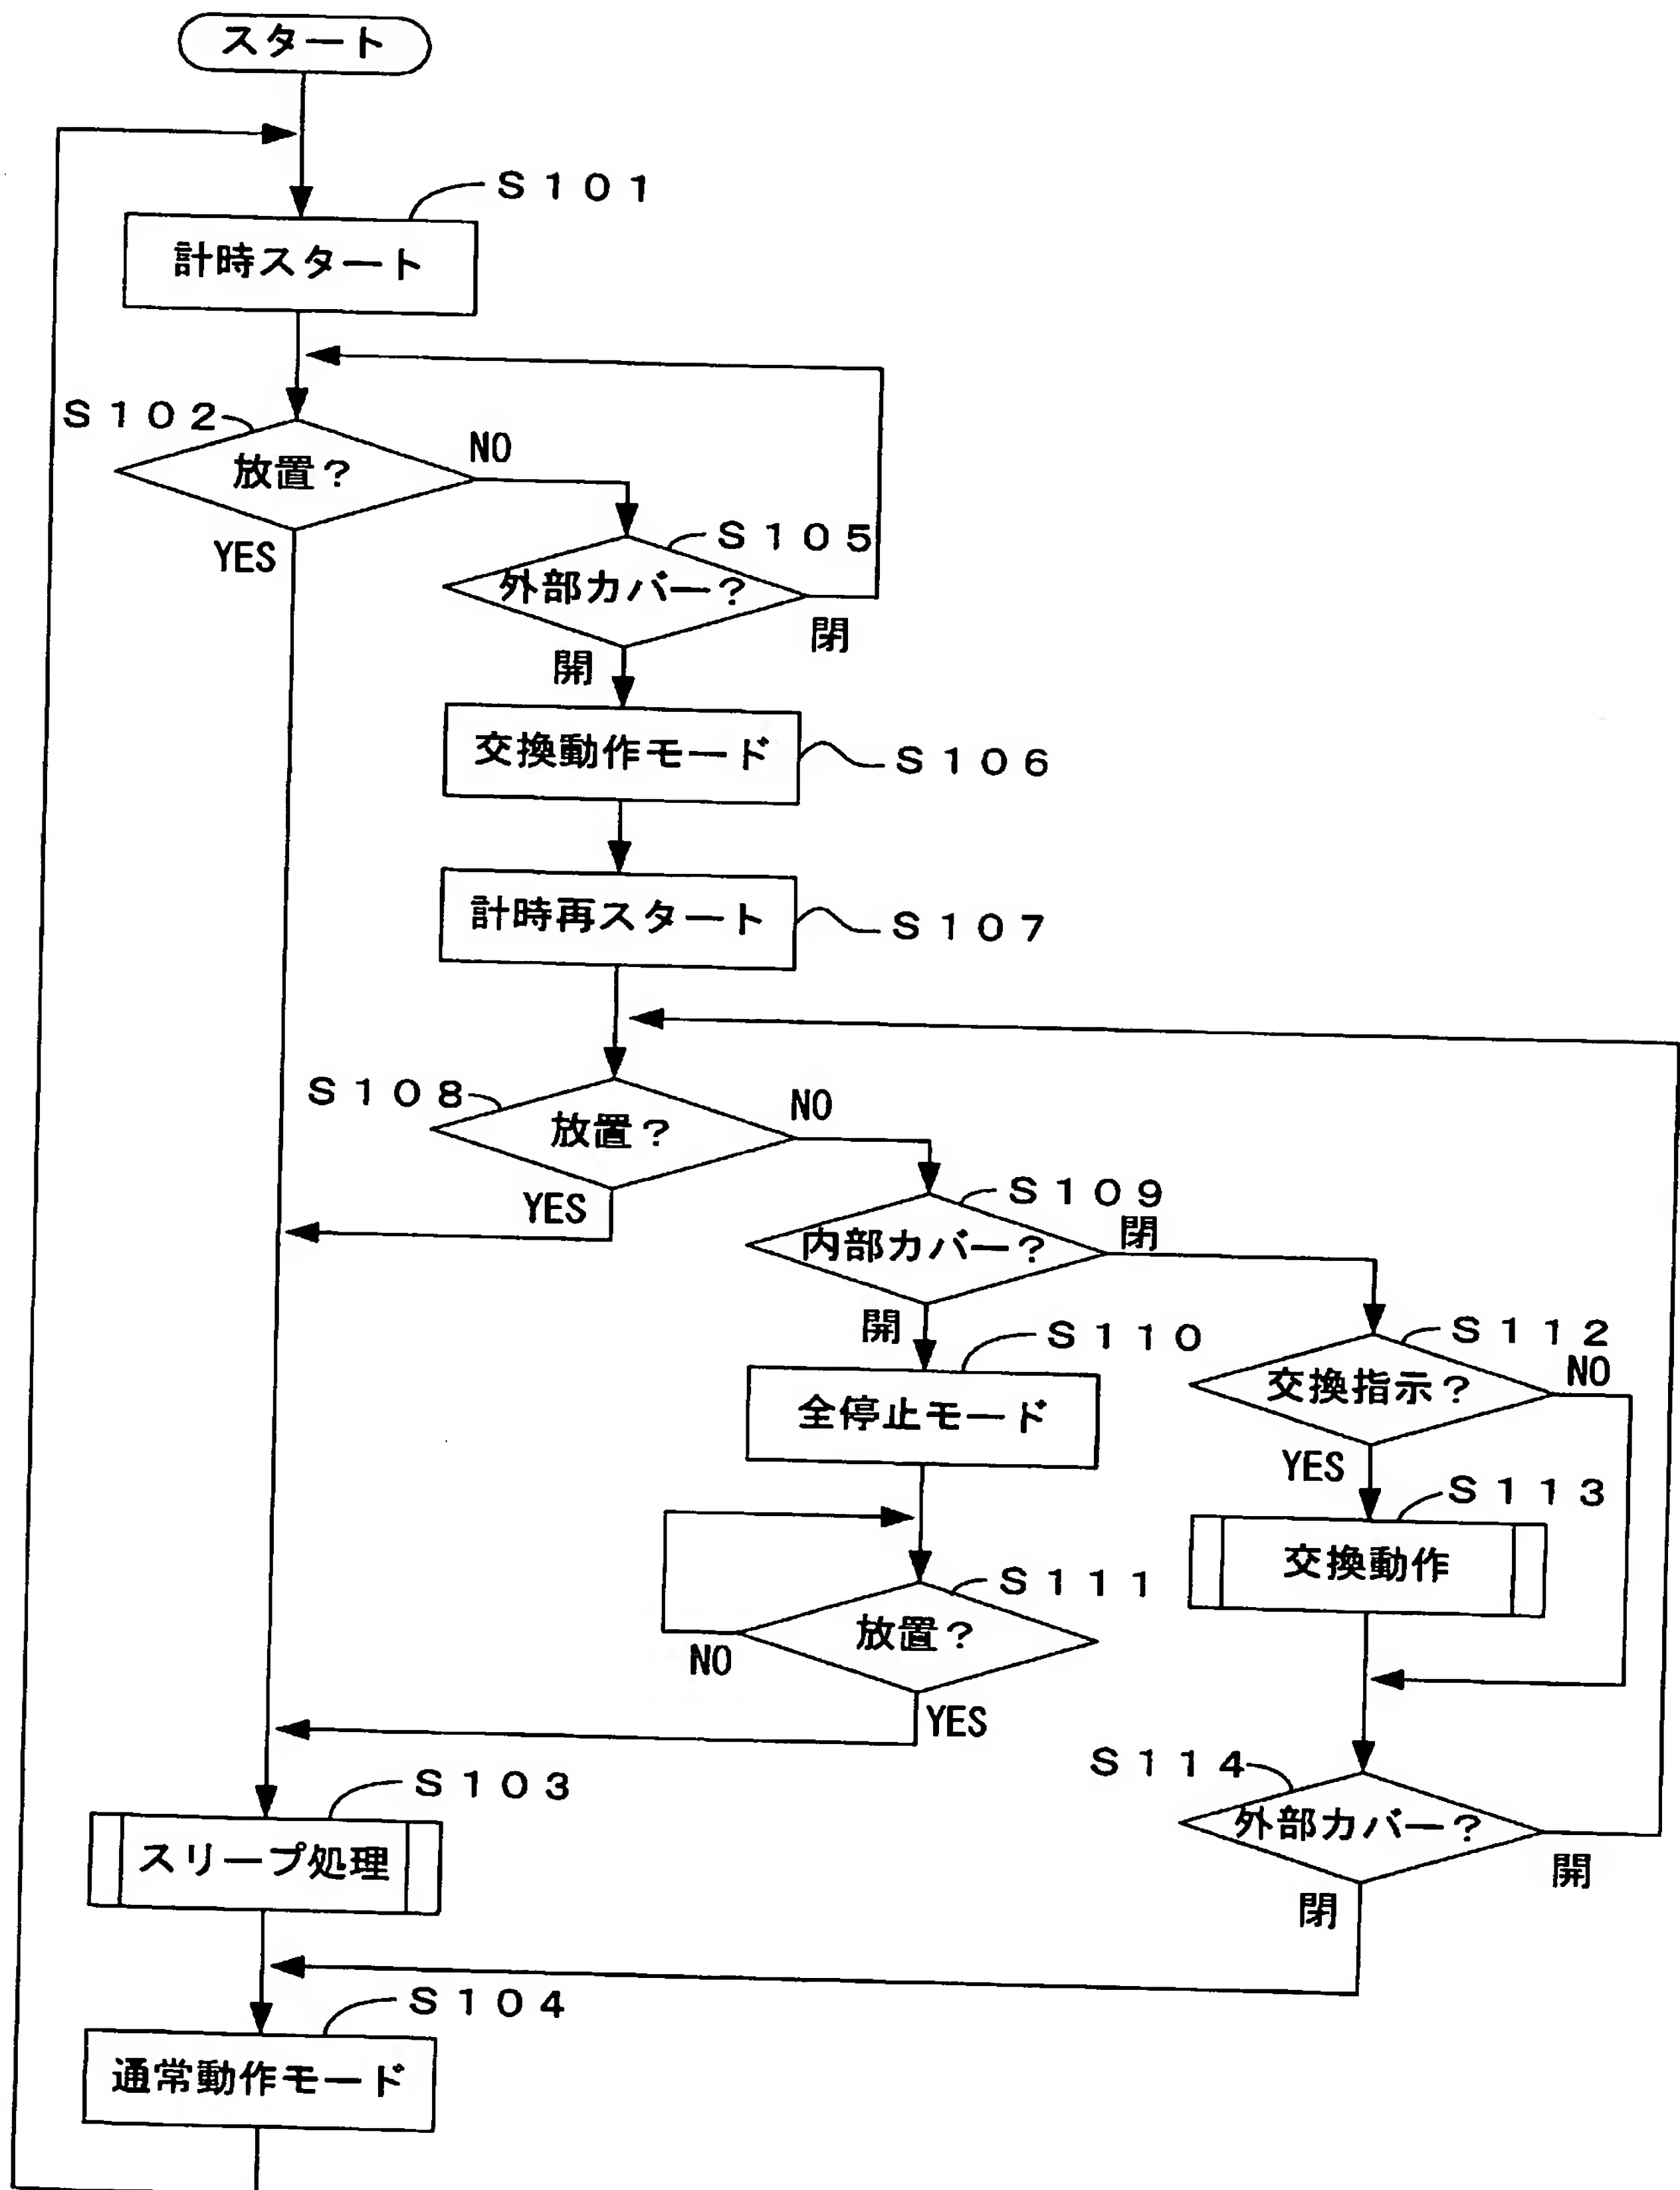 スタート
S101
計時スタート
S102
放置?
NO
YES
S105
外部カバー?
閉
開
交換動作モード
S106
計時再スタート
S107
S108
放置?
NO
YES
S109
内部カバー?
閉
開
S110
全停止モード
S112
交換指示?
NO
YES
S113
交換動作
S111
放置?
NO
YES
S114
外部カバー?
開
閉
S103
スリープ処理
S104
通常動作モード